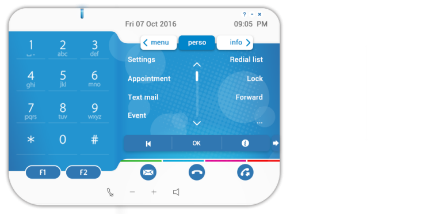 ? - ×
Fri 07 Oct 2016 09:05 PM
menu perso info
1 2 abc 3 def
4 ghi 5 jkl 6 mno
7 pqrs 8 tuv 9 wxyz
* 0 #
F1 F2
Settings Redial list
Appointment Lock
Text mail Forward
Event ...
OK i
− +